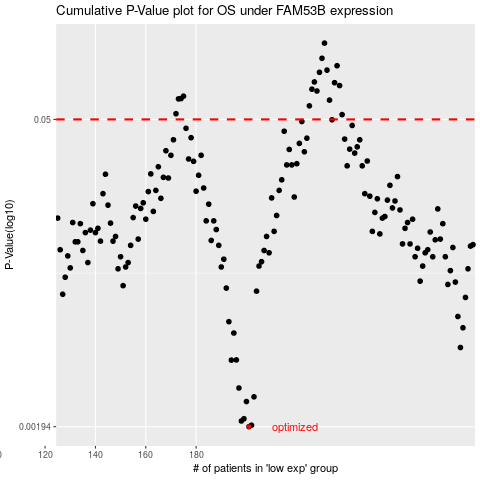 Cumulative P-Value plot for OS under FAM53B expression
P-Value(log10)
0.05
0.00194
optimized
0 120 140 160 180
# of patients in 'low exp' group